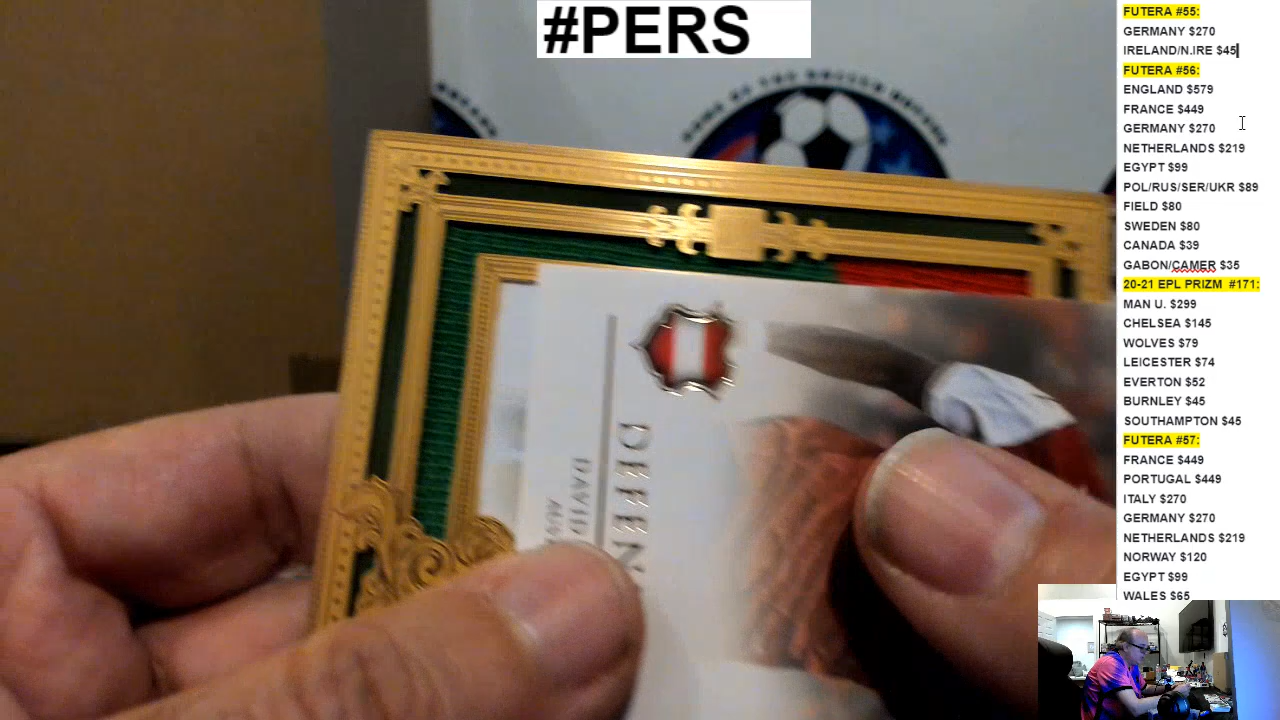 #PERS
DEFEN
DAVID
AUS
FUTERA #55:
GERMANY $270
IRELAND/N.IRE $45
FUTERA #56:
ENGLAND $579
FRANCE $449
GERMANY $270
NETHERLANDS $219
EGYPT $99
POL/RUS/SER/UKR $89
FIELD $80
SWEDEN $80
CANADA $39
GABON/CAMER $35
20-21 EPL PRIZM #171:
MAN U. $299
CHELSEA $145
WOLVES $79
LEICESTER $74
EVERTON $52
BURNLEY $45
SOUTHAMPTON $45
FUTERA #57:
FRANCE $449
PORTUGAL $449
ITALY $270
GERMANY $270
NETHERLANDS $219
NORWAY $120
EGYPT $99
WALES $65